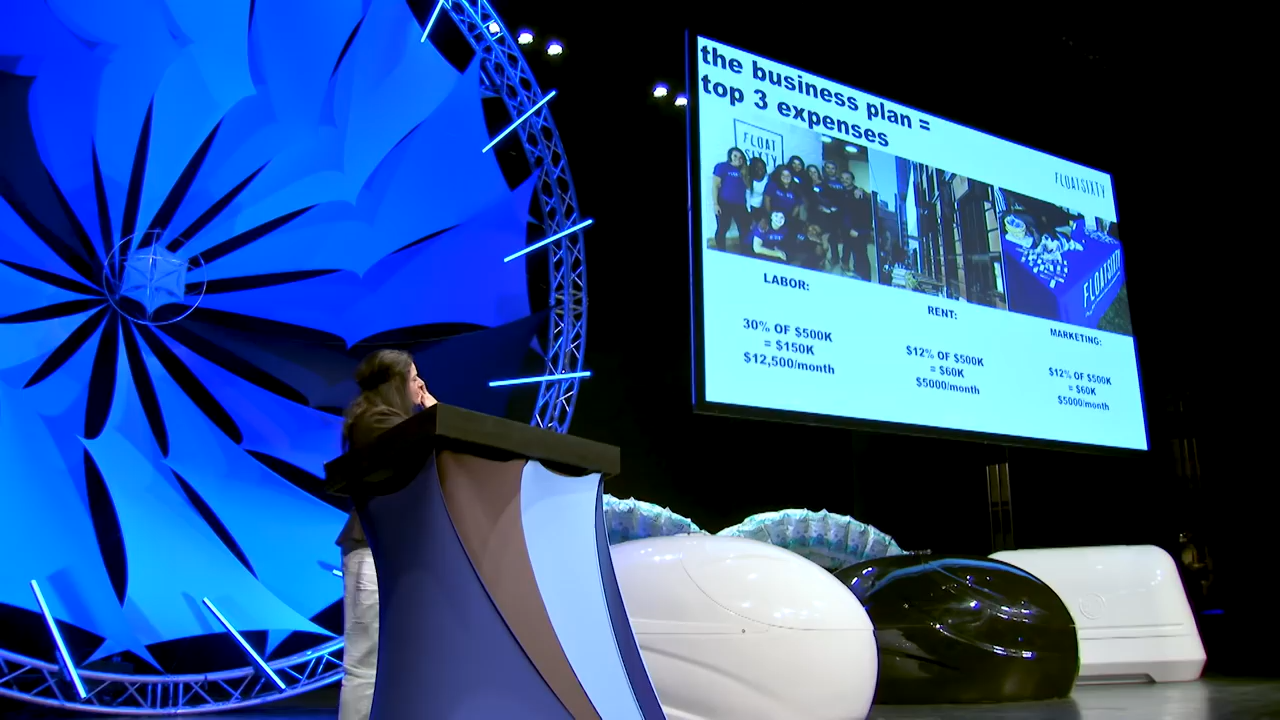 the business plan =
top 3 expenses
FLOAT
SIXTY
FLOATSIXTY
FLOATSIXTY
LABOR:
30% OF $500K
= $150K
$12,500/month
RENT:
$12% OF $500K
= $60K
$5000/month
MARKETING:
$12% OF $500K
= $60K
$5000/month